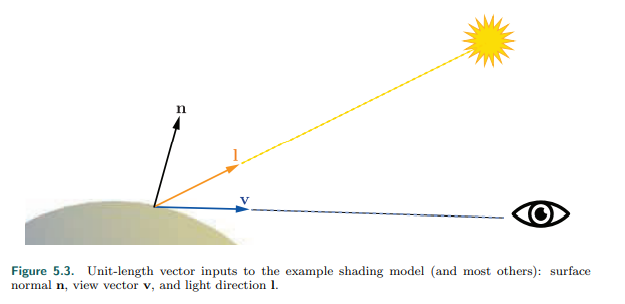 n
l
v
Figure 5.3. Unit-length vector inputs to the example shading model (and most others): surface
normal n, view vector v, and light direction l.